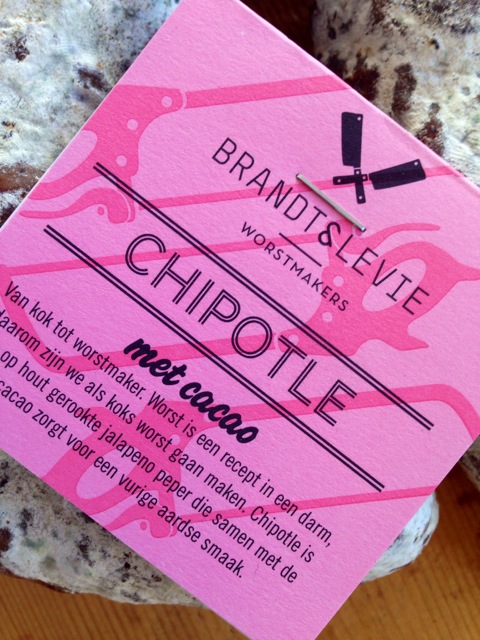 BRANDT&LEVIE
WORSTMAKERS
CHIPOTLE
met cacao
Van kok tot worstmaker. Worst is een recept in een darm,
daarom zijn we als koks worst gaan maken. Chipotle is
op hout gerookte jalapeno peper die samen met de
cacao zorgt voor een vurige aardse smaak.